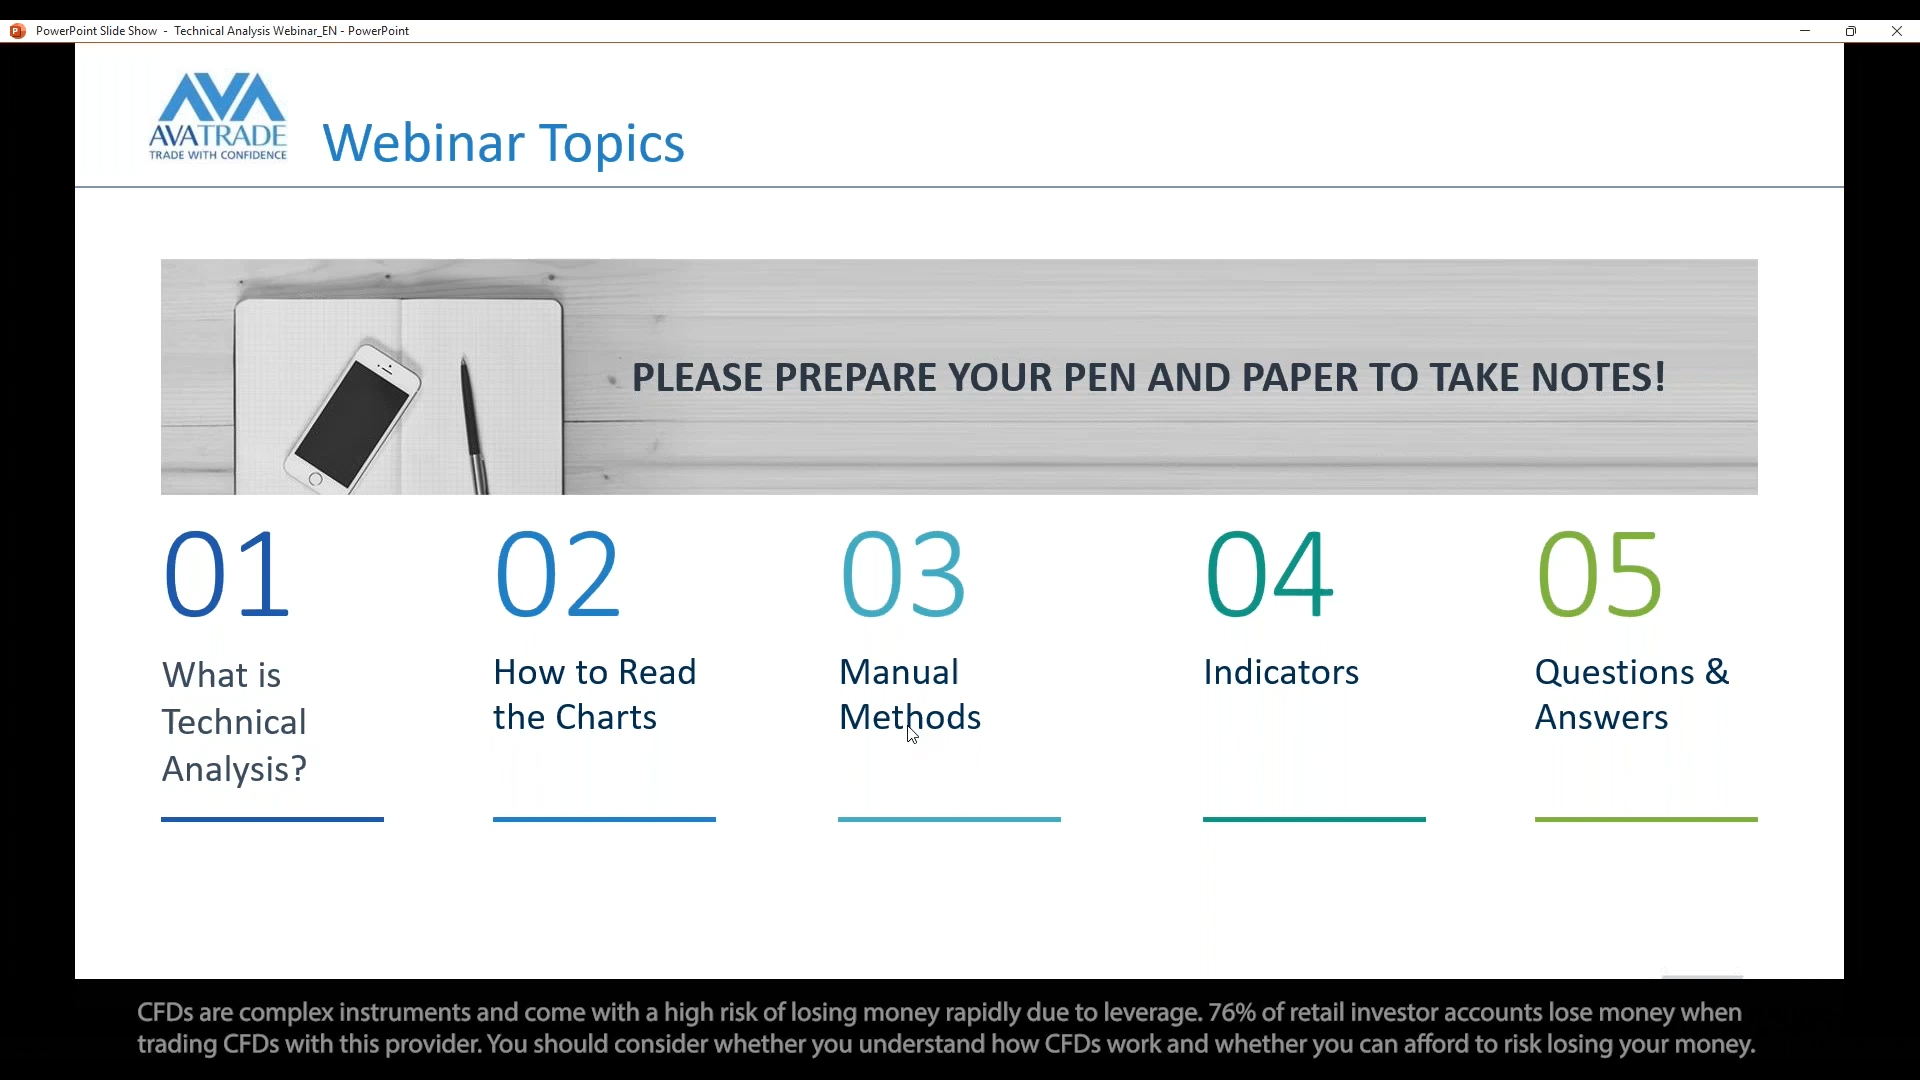 PowerPoint Slide Show - Technical Analysis Webinar_EN - PowerPoint
AVATRADE
TRADE WITH CONFIDENCE
Webinar Topics
PLEASE PREPARE YOUR PEN AND PAPER TO TAKE NOTES!
01
What is
Technical
Analysis?
02
How to Read
the Charts
03
Manual
Methods
04
Indicators
05
Questions &
Answers
CFDs are complex instruments and come with a high risk of losing money rapidly due to leverage. 76% of retail investor accounts lose money when
trading CFDs with this provider. You should consider whether you understand how CFDs work and whether you can afford to risk losing your money.